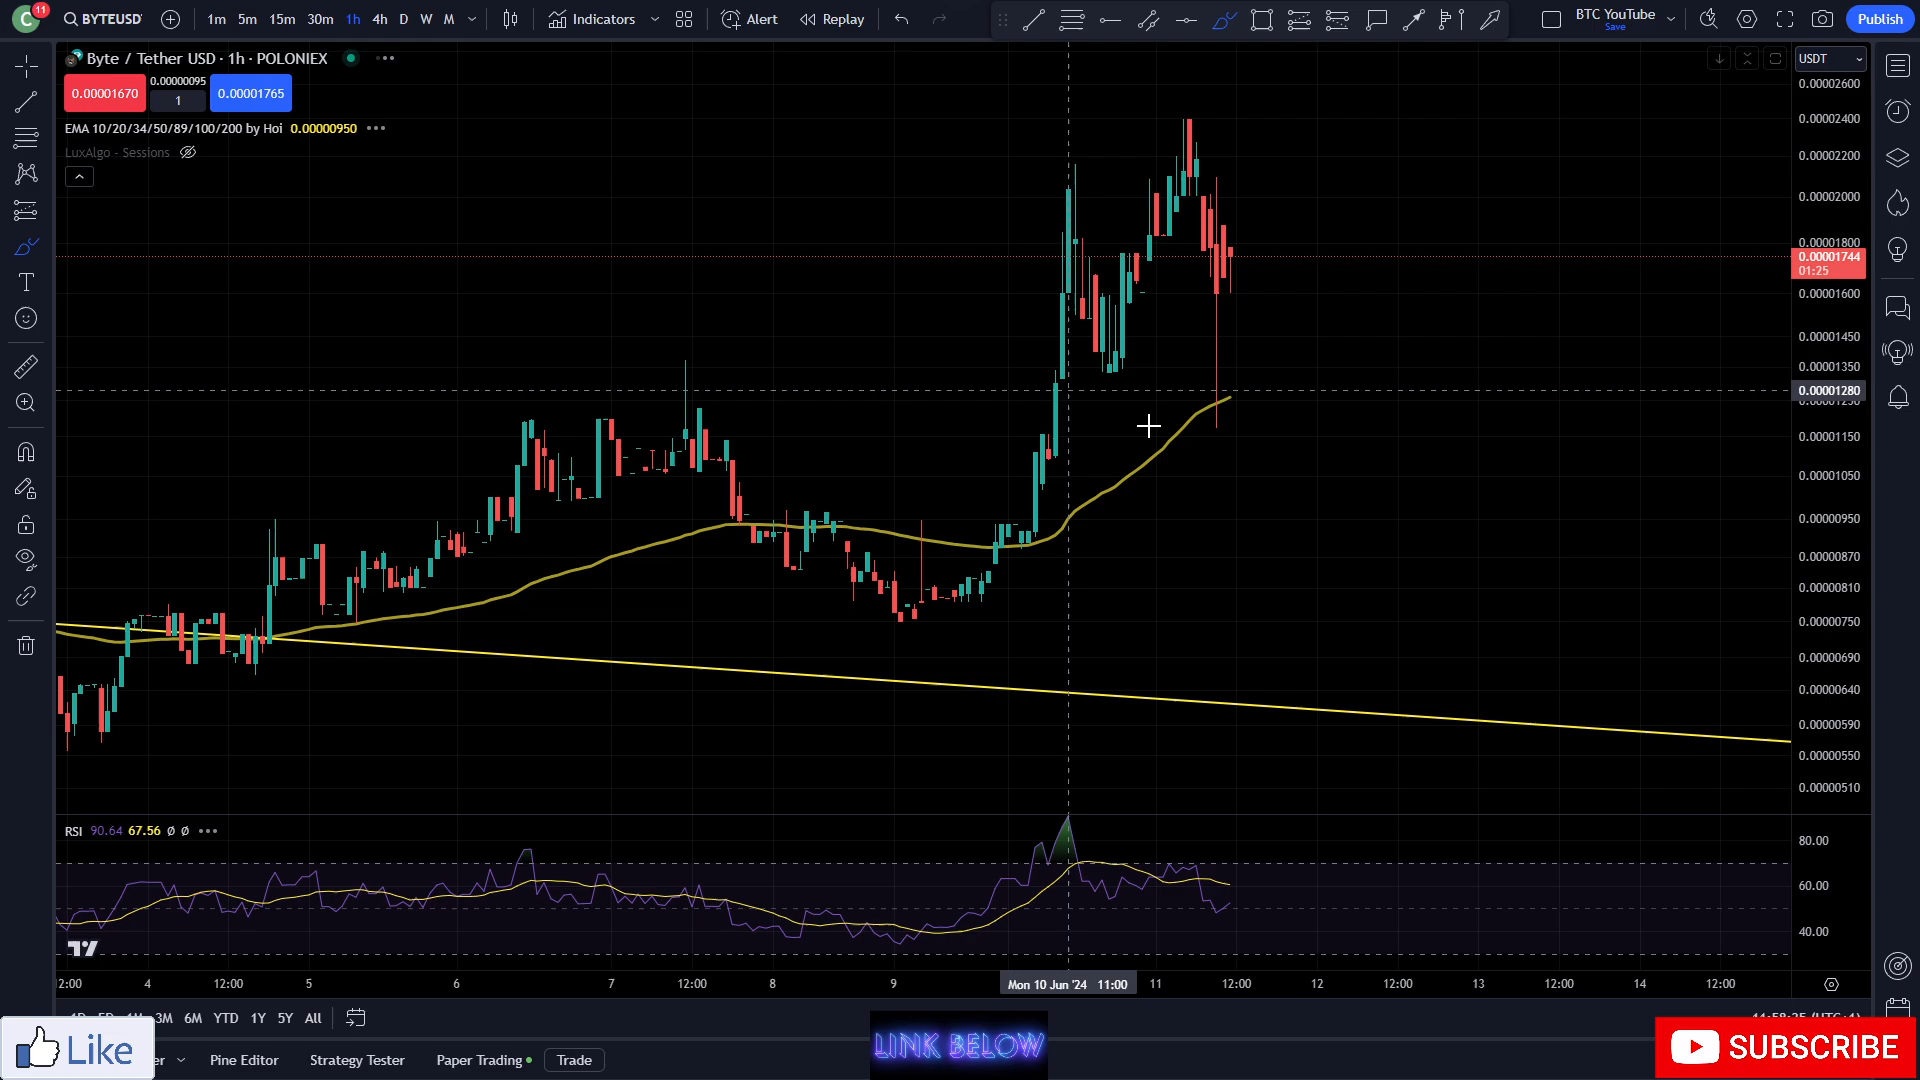 C 11 BYTEUSD 1m 5m 15m 30m 1h 4h D W M Indicators Alert Replay BTC YouTube Save Publish
Byte / Tether USD · 1h · POLONIEX
0.00001670 0.00000095 1 0.00001765
EMA 10/20/34/50/89/100/200 by Hoi 0.00000950
LuxAlgo - Sessions
USDT
0.00002600
0.00002400
0.00002200
0.00002000
0.00001800
0.00001744
01:25
0.00001600
0.00001450
0.00001350
0.00001280
0.00001250
0.00001150
0.00001050
0.00000950
0.00000870
0.00000810
0.00000750
0.00000690
0.00000640
0.00000590
0.00000550
0.00000510
RSI 90.64 67.56 Ø Ø
80.00
60.00
40.00
12:00 4 12:00 5 6 7 12:00 8 9 Mon 10 Jun '24 11:00 11 12:00 12 12:00 13 12:00 14 12:00
1D 5D 1M 3M 6M YTD 1Y 5Y All
Like
er Pine Editor Strategy Tester Paper Trading Trade
LINK BELOW
SUBSCRIBE